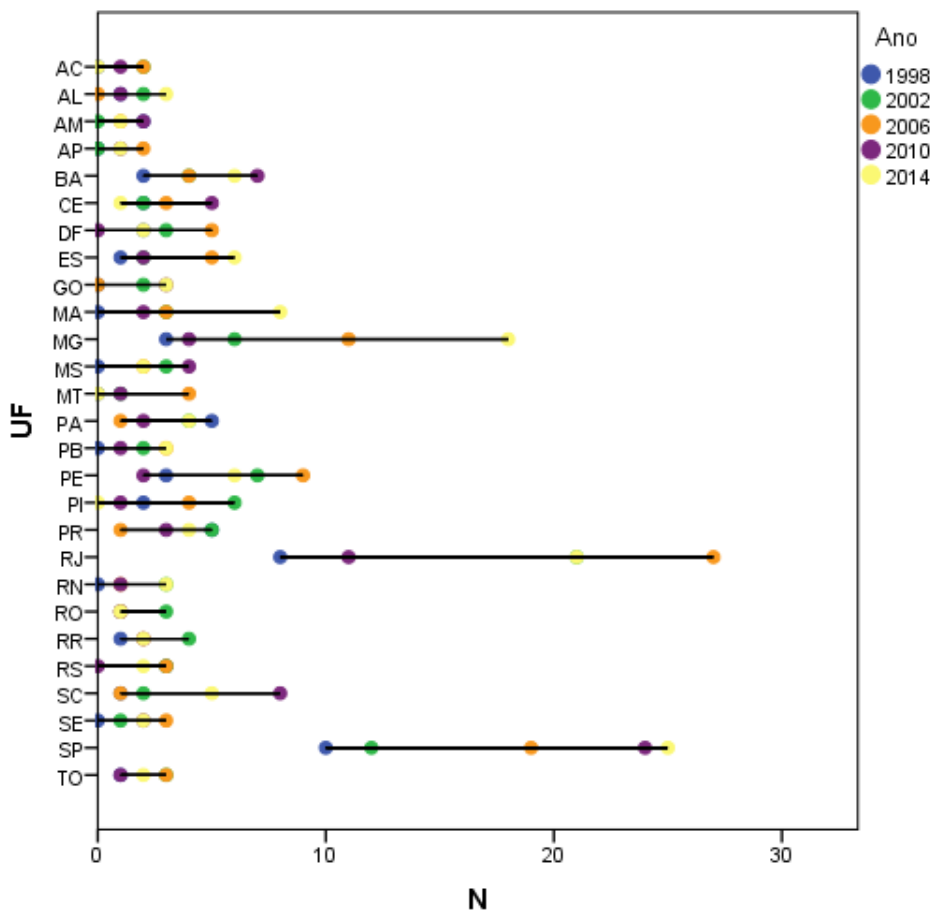 Ano
1998
2002
2006
2010
2014
UF
AC
AL
AM
AP
BA
CE
DF
ES
GO
MA
MG
MS
MT
PA
PB
PE
PI
PR
RJ
RN
RO
RR
RS
SC
SE
SP
TO
0 10 20 30
N